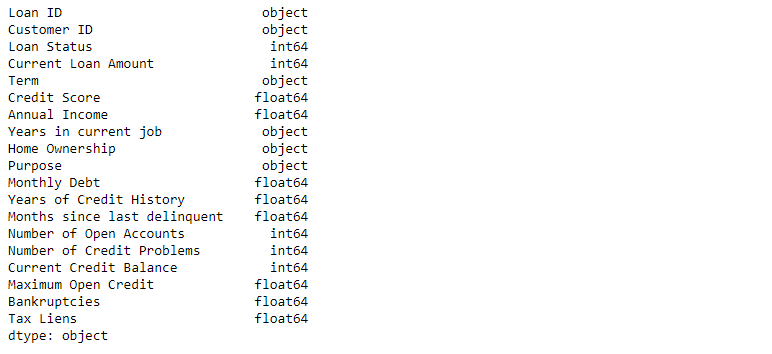 Loan ID object
Customer ID object
Loan Status int64
Current Loan Amount int64
Term object
Credit Score float64
Annual Income float64
Years in current job object
Home Ownership object
Purpose object
Monthly Debt float64
Years of Credit History float64
Months since last delinquent float64
Number of Open Accounts int64
Number of Credit Problems int64
Current Credit Balance int64
Maximum Open Credit float64
Bankruptcies float64
Tax Liens float64
dtype: object